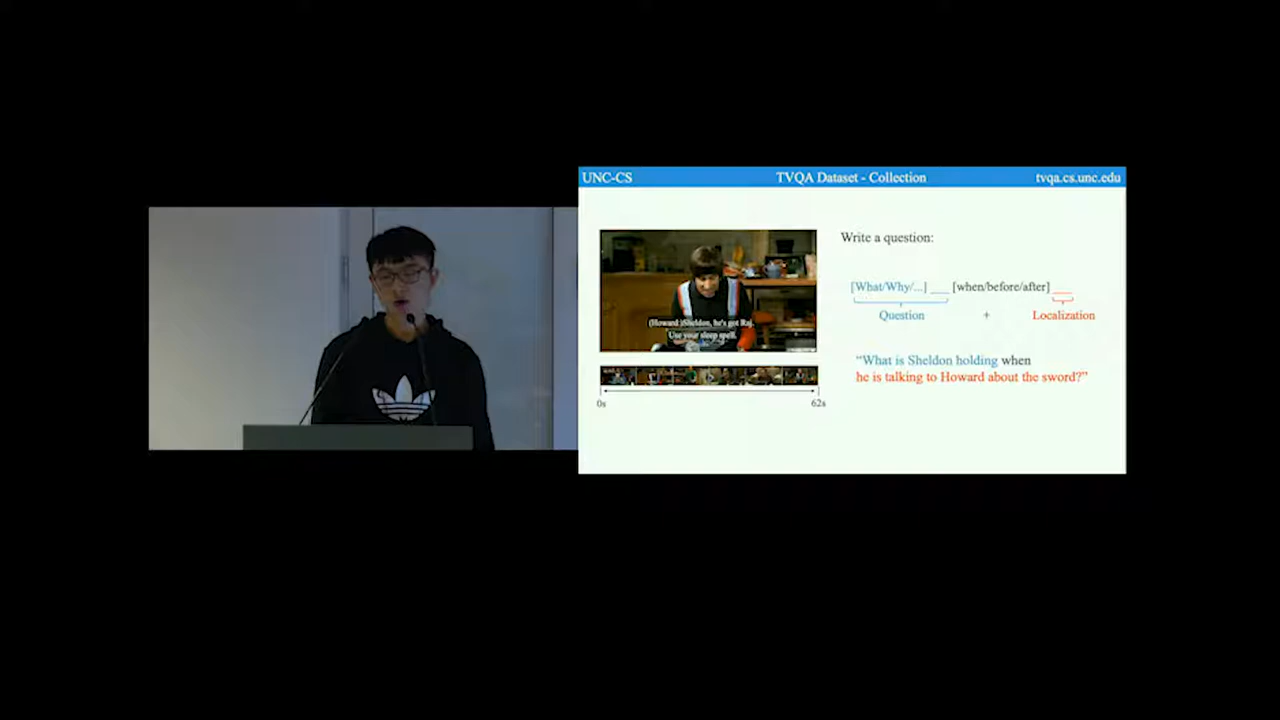 UNC-CS
TVQA Dataset - Collection
tvqa.cs.unc.edu
(Howard:)Sheldon, he's got Raj.
Use your sleep spell.
0s
62s
Write a question:
[What/Why/...] ___ [when/before/after] ___
Question + Localization
“What is Sheldon holding when
he is talking to Howard about the sword?”